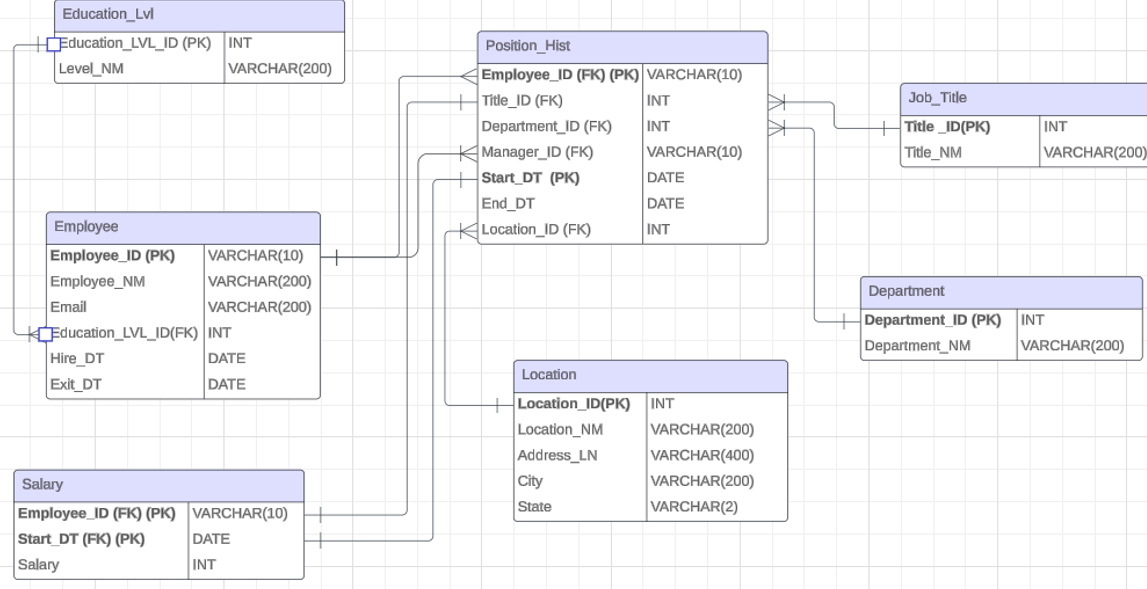 Education_Lvl
Education_LVL_ID (PK) INT
Level_NM VARCHAR(200)
Position_Hist
Employee_ID (FK) (PK) VARCHAR(10)
Title_ID (FK) INT
Department_ID (FK) INT
Manager_ID (FK) VARCHAR(10)
Start_DT (PK) DATE
End_DT DATE
Location_ID (FK) INT
Job_Title
Title _ID(PK) INT
Title_NM VARCHAR(200)
Employee
Employee_ID (PK) VARCHAR(10)
Employee_NM VARCHAR(200)
Email VARCHAR(200)
Education_LVL_ID(FK) INT
Hire_DT DATE
Exit_DT DATE
Department
Department_ID (PK) INT
Department_NM VARCHAR(200)
Location
Location_ID(PK) INT
Location_NM VARCHAR(200)
Address_LN VARCHAR(400)
City VARCHAR(200)
State VARCHAR(2)
Salary
Employee_ID (FK) (PK) VARCHAR(10)
Start_DT (FK) (PK) DATE
Salary INT